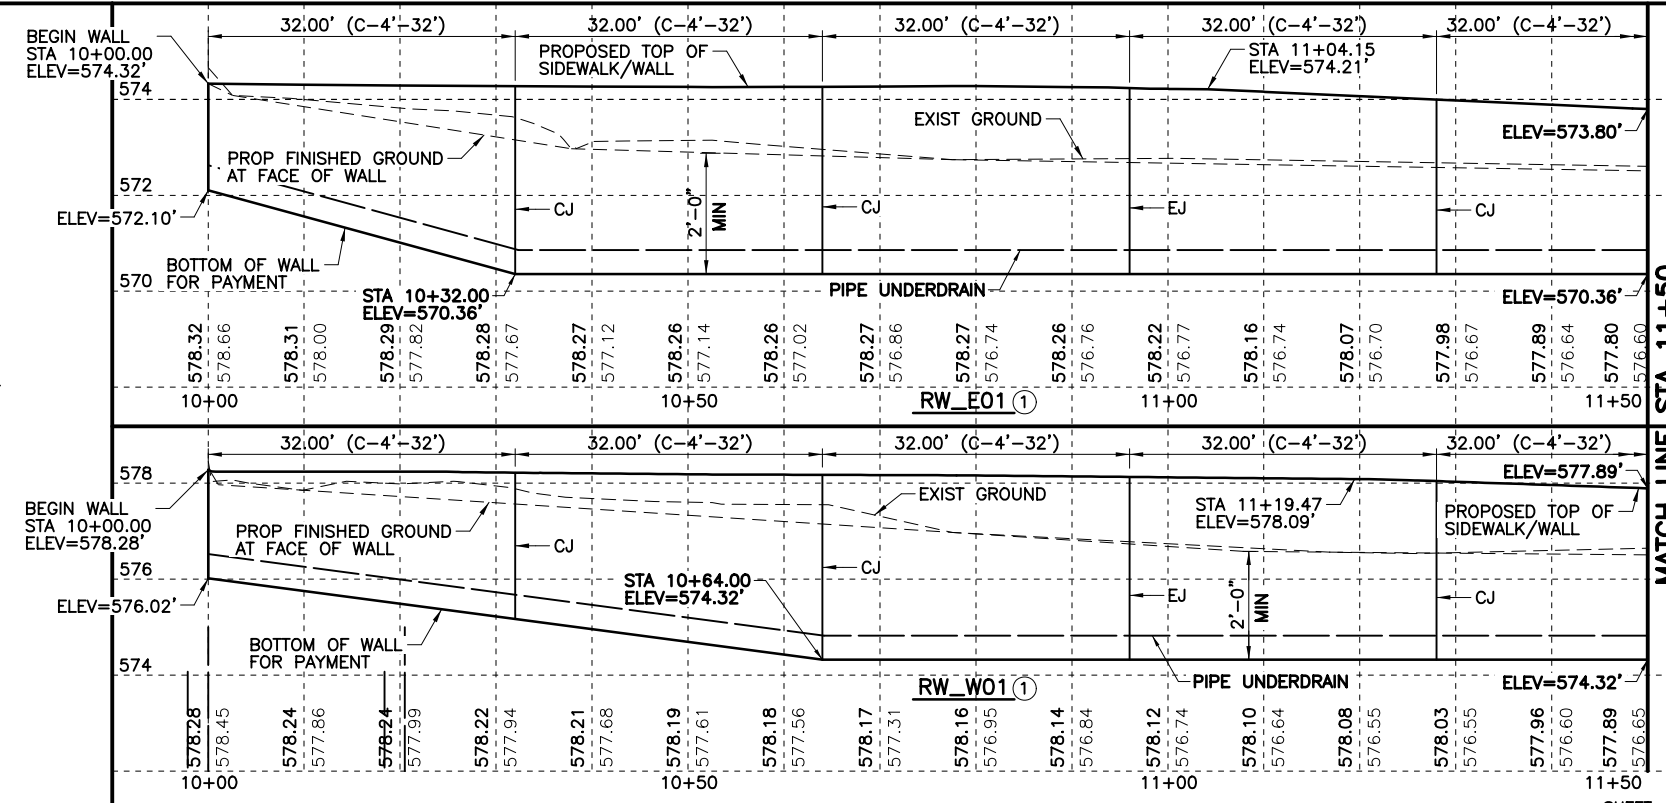 32.00' (C-4'-32') 32.00' (C-4'-32') 32.00' (C-4'-32') 32.00' (C-4'-32') 32.00' (C-4'-32')
BEGIN WALL
STA 10+00.00
ELEV=574.32'
PROPOSED TOP OF
SIDEWALK/WALL
STA 11+04.15
ELEV=574.21'
574
EXIST GROUND
ELEV=573.80'
PROP FINISHED GROUND
AT FACE OF WALL
572
2'-0"
MIN
ELEV=572.10'
CJ
CJ
EJ
CJ
BOTTOM OF WALL
FOR PAYMENT
570
STA 10+32.00
ELEV=570.36'
PIPE UNDERDRAIN
ELEV=570.36'
578.32 578.66 578.31 578.00 578.29 577.82 578.28 577.67 578.27 577.12 578.26 577.14 578.26 577.02 578.27 576.86 578.27 576.74 578.26 576.76 578.22 576.77 578.16 576.74 578.07 576.70 577.98 576.67 577.89 576.64 577.80 576.60
10+00 10+50 11+00 11+50
RW_E01 1
MATCH LINE STA 11+50
32.00' (C-4'-32') 32.00' (C-4'-32') 32.00' (C-4'-32') 32.00' (C-4'-32') 32.00' (C-4'-32')
578
ELEV=577.89'
BEGIN WALL
STA 10+00.00
ELEV=578.28'
EXIST GROUND
STA 11+19.47
ELEV=578.09'
PROPOSED TOP OF
SIDEWALK/WALL
PROP FINISHED GROUND
AT FACE OF WALL
CJ
CJ
EJ
CJ
576
STA 10+64.00
ELEV=574.32'
2'-0"
MIN
ELEV=576.02'
BOTTOM OF WALL
FOR PAYMENT
574
PIPE UNDERDRAIN
ELEV=574.32'
RW_W01 1
578.28 578.45 578.24 577.86 578.24 577.99 578.22 577.94 578.21 577.68 578.19 577.61 578.18 577.56 578.17 577.31 578.16 576.95 578.14 576.84 578.12 576.74 578.10 576.64 578.08 576.55 578.03 576.55 577.96 576.60 577.89 576.65
10+00 10+50 11+00 11+50